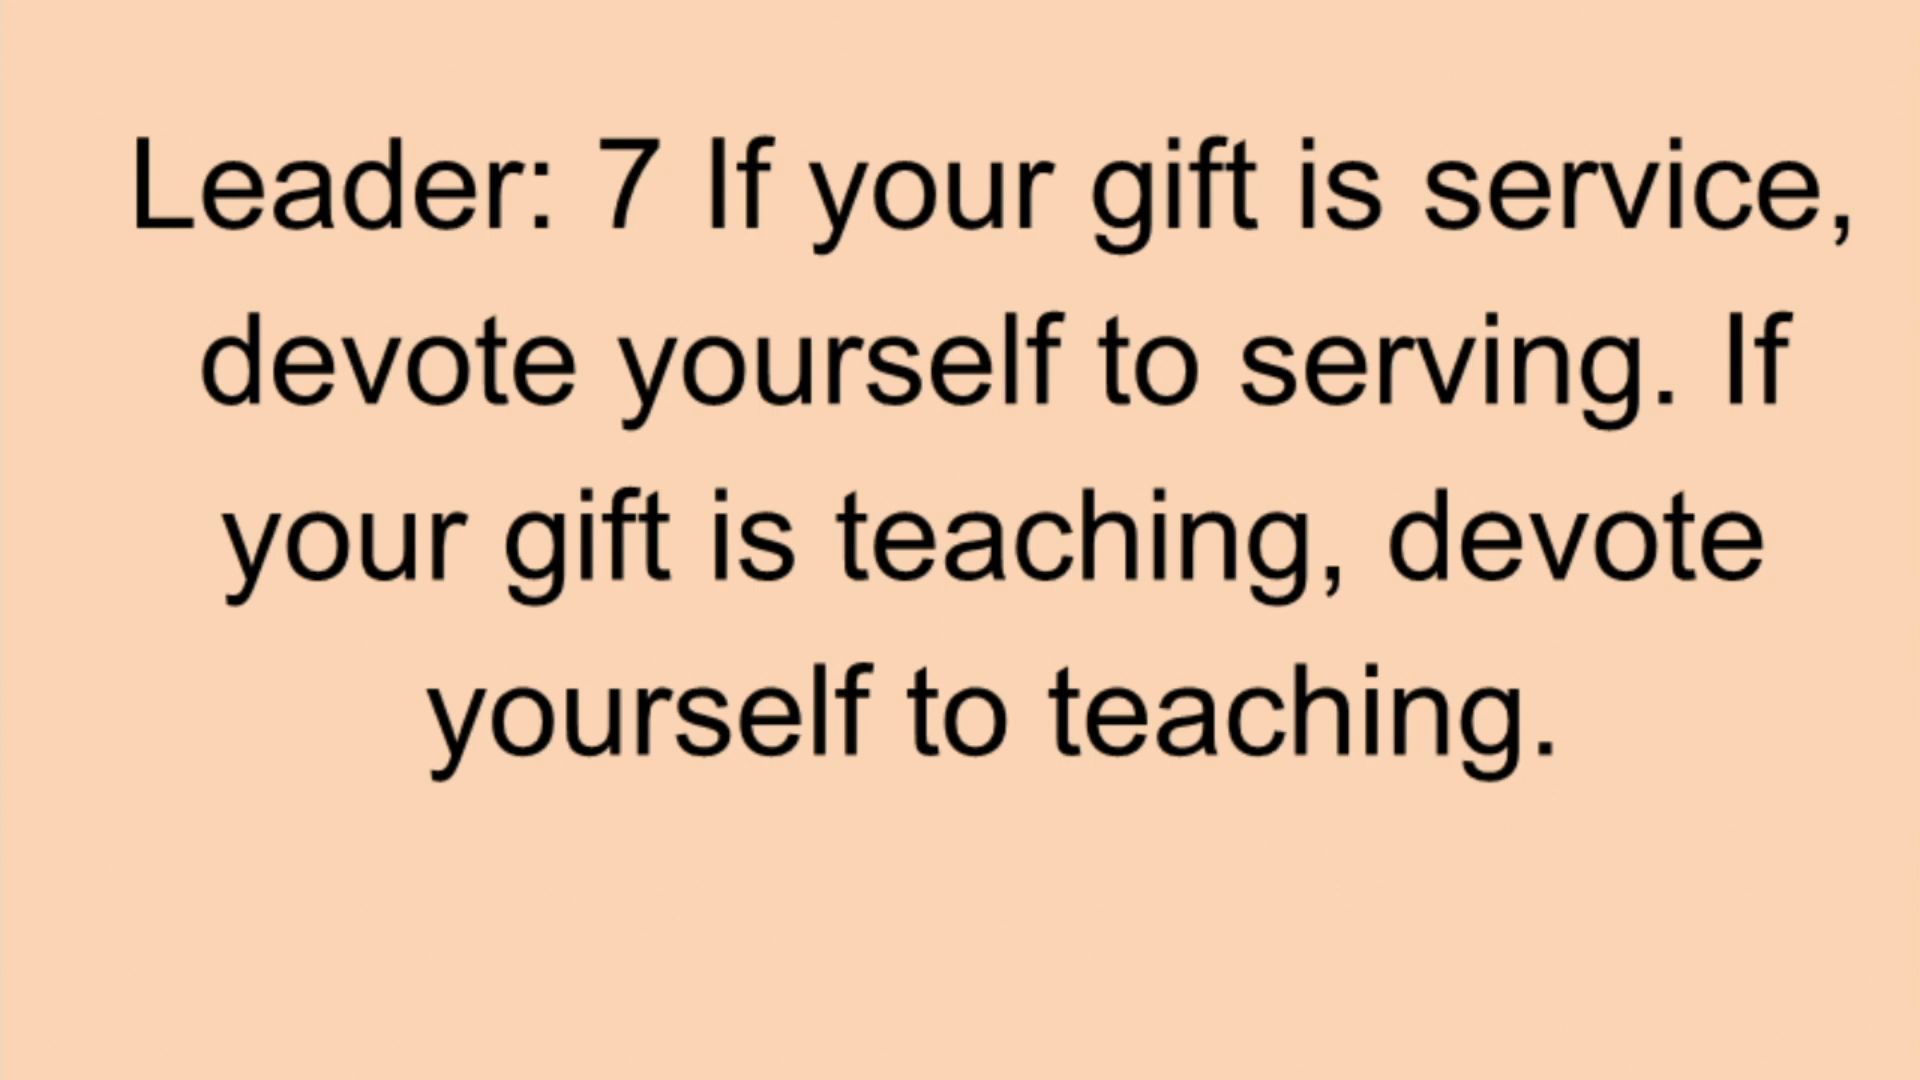 Leader: 7 If your gift is service,
devote yourself to serving. If
your gift is teaching, devote
yourself to teaching.